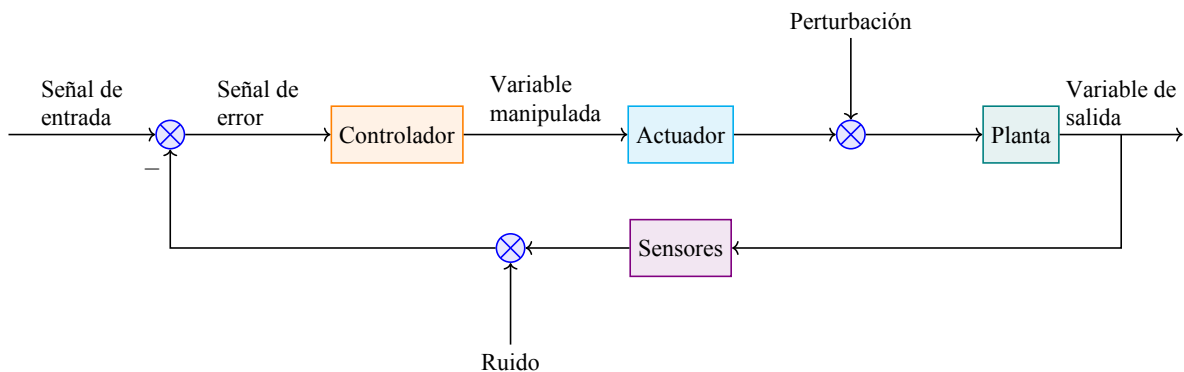 Perturbación
Señal de
entrada
Señal de
error
Controlador
Variable
manipulada
Actuador
Planta
Variable de
salida
−
Sensores
Ruido